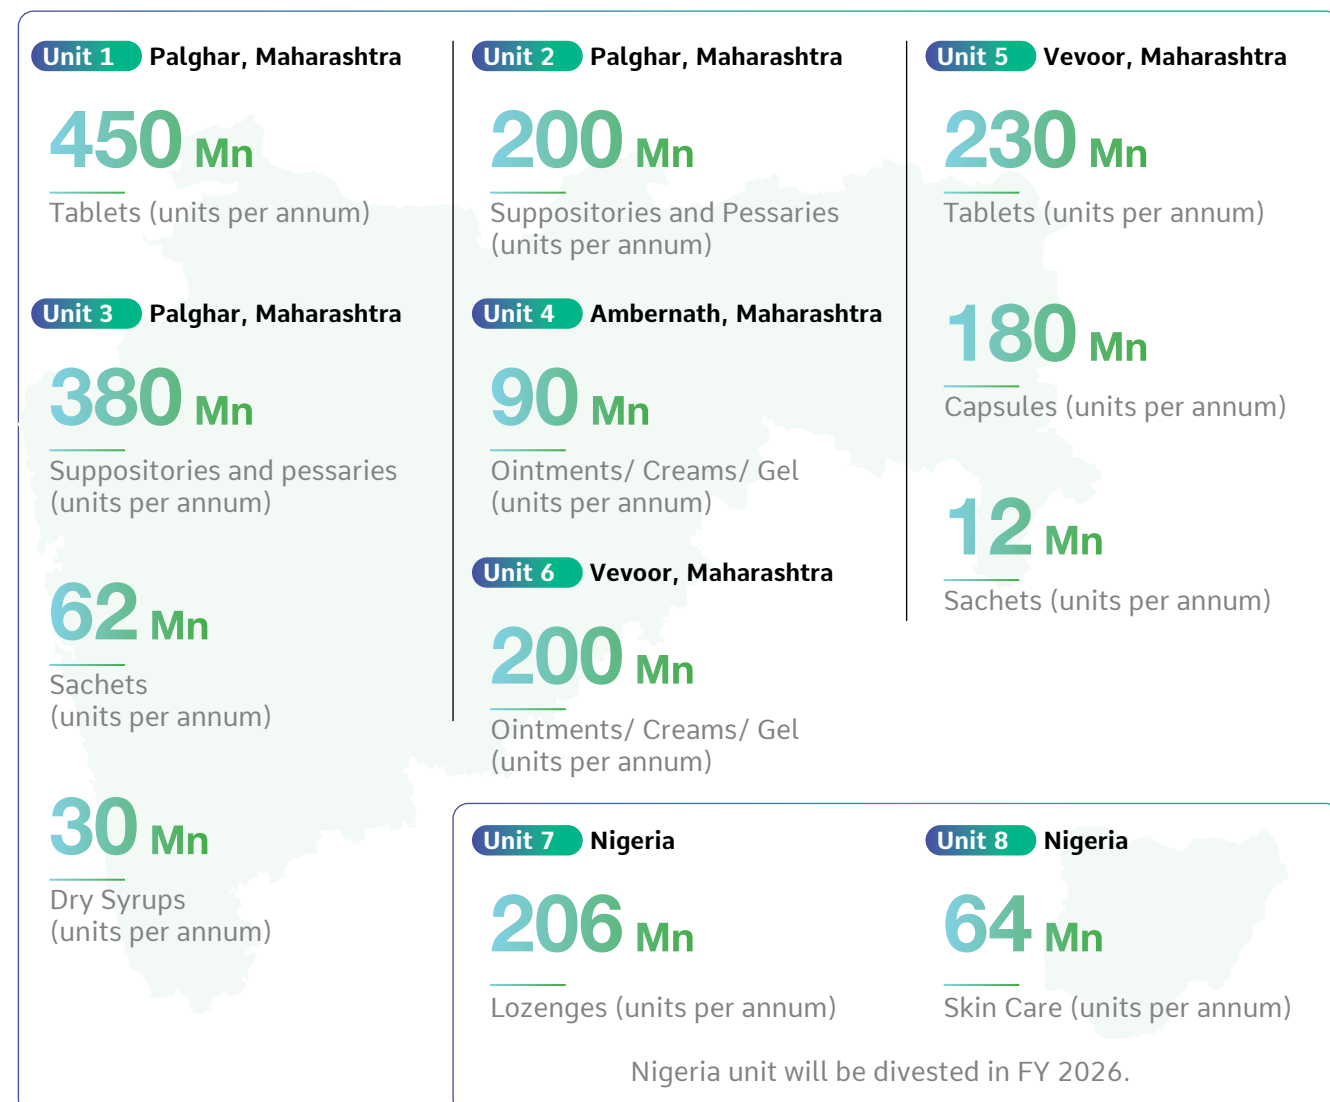 Unit 1 Palghar, Maharashtra
450 Mn
Tablets (units per annum)
Unit 2 Palghar, Maharashtra
200 Mn
Suppositories and Pessaries
(units per annum)
Unit 5 Vevoor, Maharashtra
230 Mn
Tablets (units per annum)
180 Mn
Capsules (units per annum)
12 Mn
Sachets (units per annum)
Unit 3 Palghar, Maharashtra
380 Mn
Suppositories and pessaries
(units per annum)
62 Mn
Sachets
(units per annum)
30 Mn
Dry Syrups
(units per annum)
Unit 4 Ambernath, Maharashtra
90 Mn
Ointments/ Creams/ Gel
(units per annum)
Unit 6 Vevoor, Maharashtra
200 Mn
Ointments/ Creams/ Gel
(units per annum)
Unit 7 Nigeria
206 Mn
Lozenges (units per annum)
Unit 8 Nigeria
64 Mn
Skin Care (units per annum)
Nigeria unit will be divested in FY 2026.